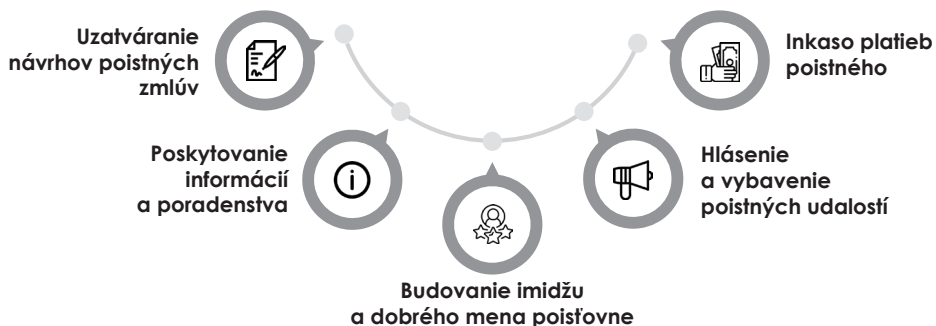 Uzatváranie
návrhov poistných
zmlúv
Poskytovanie
informácií
a poradenstva
Budovanie imidžu
a dobrého mena poisťovne
Hlásenie
a vybavenie
poistných udalostí
Inkaso platieb
poistného